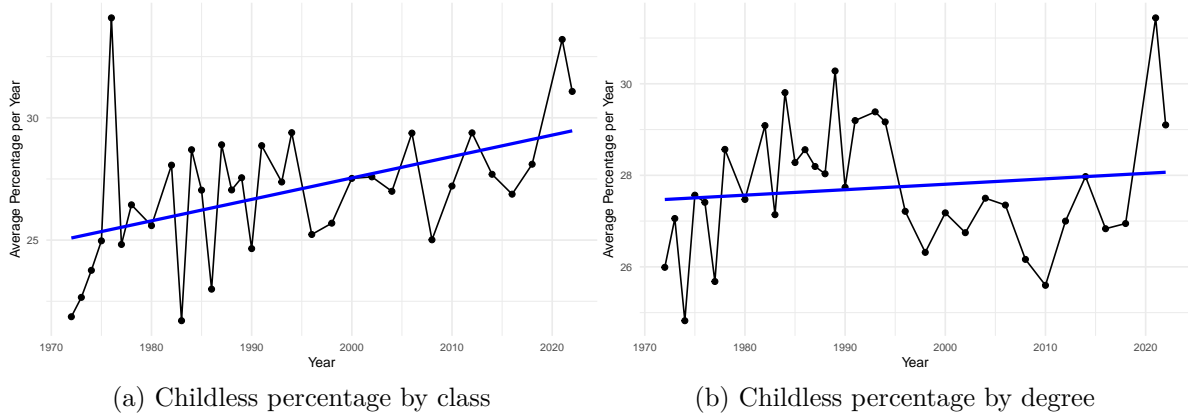 Average Percentage per Year
30
25
1970 1980 1990 2000 2010 2020
Year
(a) Childless percentage by class
Average Percentage per Year
30
28
26
1970 1980 1990 2000 2010 2020
Year
(b) Childless percentage by degree